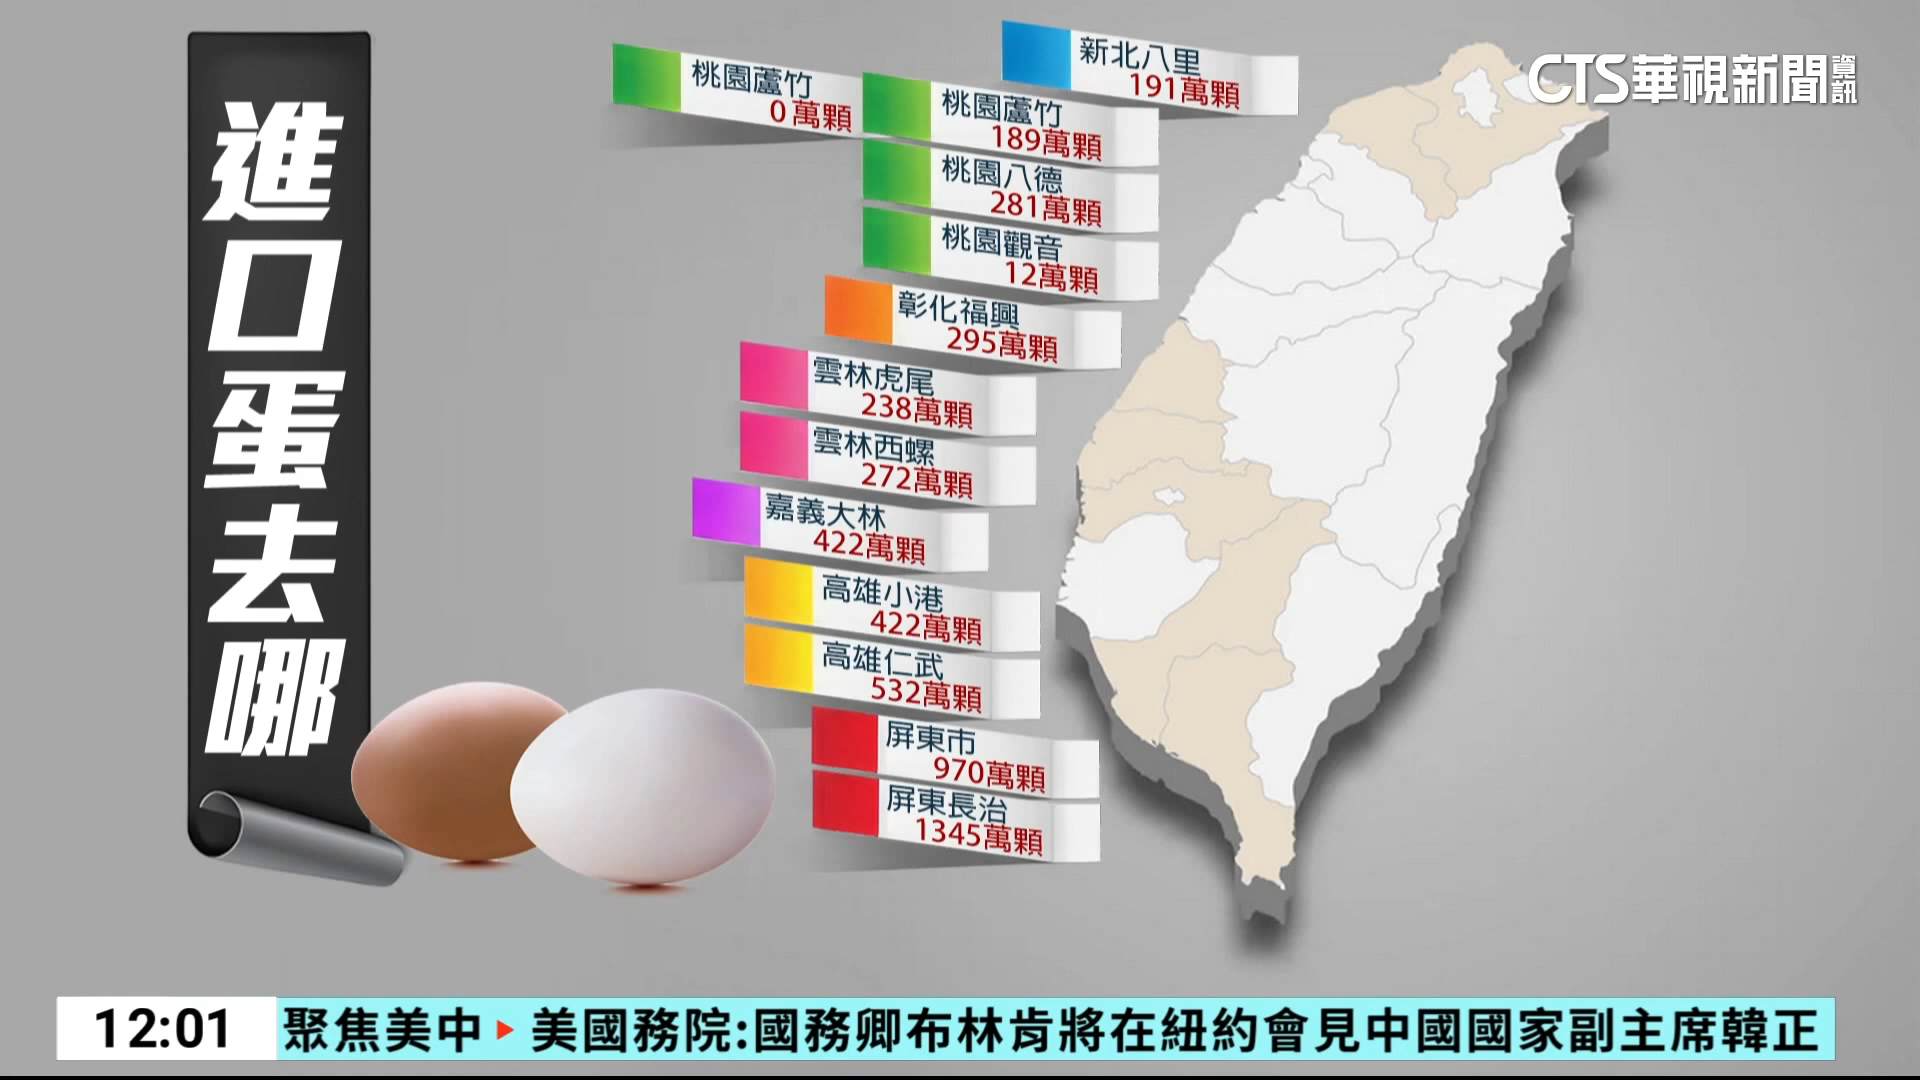 進口蛋去哪
CTS華視新聞資訊
新北八里
191萬顆
桃園蘆竹
0萬顆
桃園蘆竹
189萬顆
桃園八德
281萬顆
桃園觀音
12萬顆
彰化福興
295萬顆
雲林虎尾
238萬顆
雲林西螺
272萬顆
嘉義大林
422萬顆
高雄小港
422萬顆
高雄仁武
532萬顆
屏東市
970萬顆
屏東長治
1345萬顆
12:01 聚焦美中▶美國務院:國務卿布林肯將在紐約會見中國國家副主席韓正